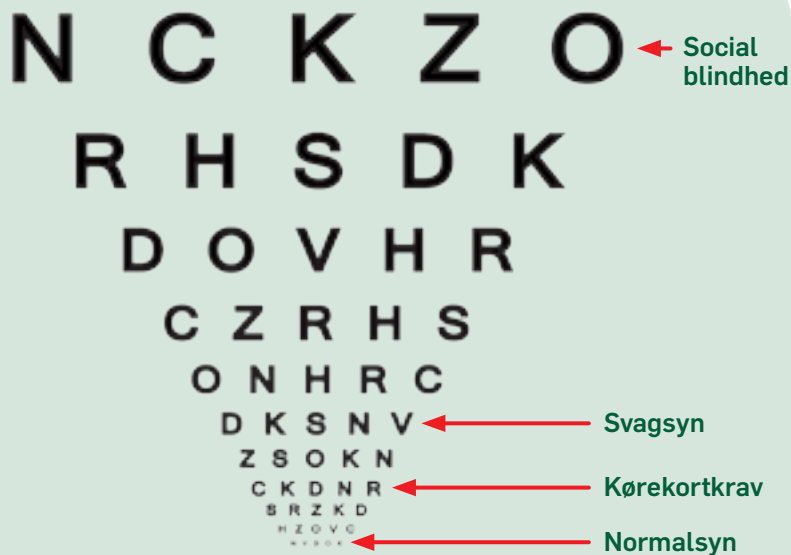 N C K Z O
Social
blindhed
R H S D K
D O V H R
C Z R H S
O N H R C
D K S N V
Svagsyn
Z S O K N
C K D N R
Kørekortkrav
S R Z K D
H Z O V C
Normalsyn